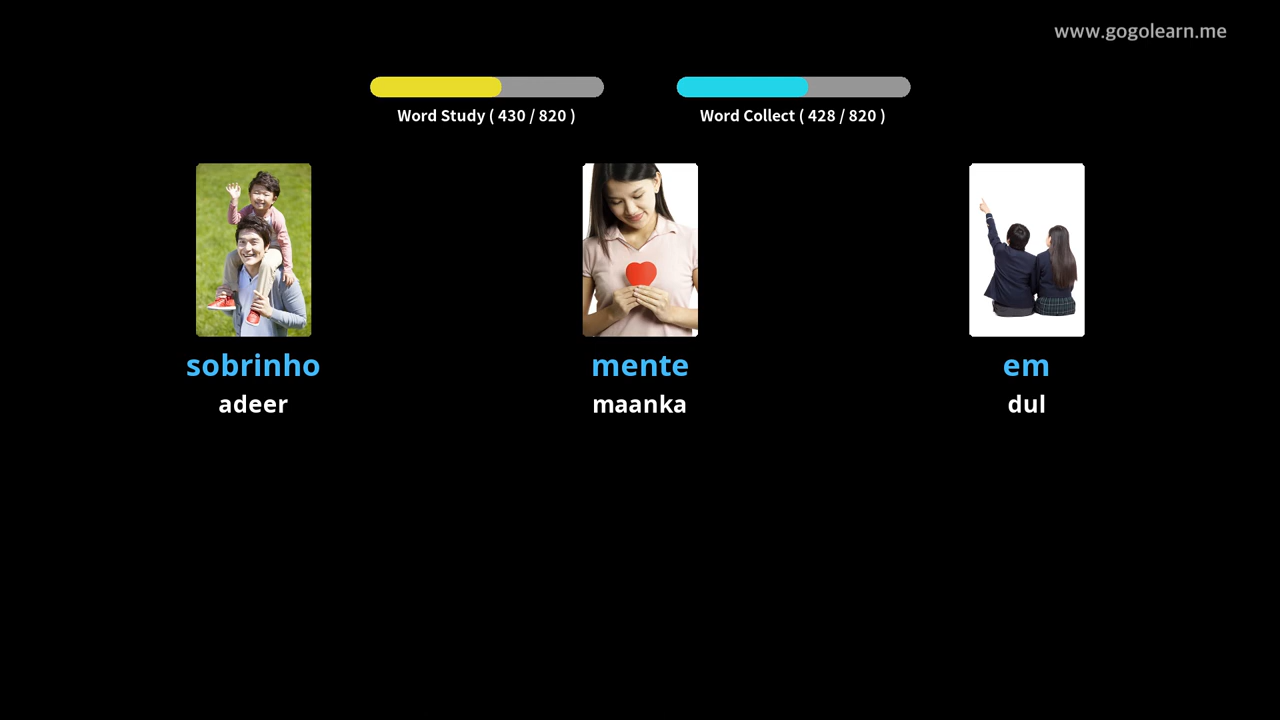 www.gogolearn.me
Word Study ( 430 / 820 )
Word Collect ( 428 / 820 )
sobrinho
adeer
mente
maanka
em
dul